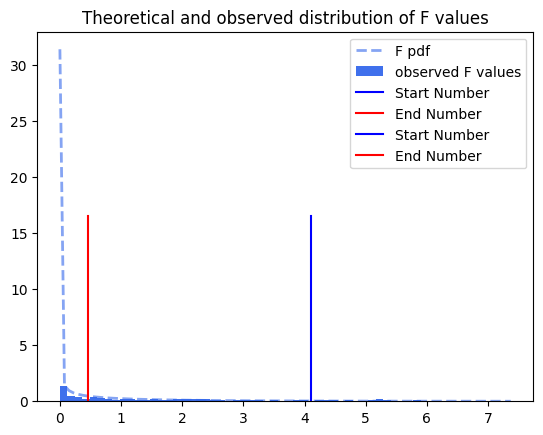 Theoretical and observed distribution of F values
F pdf
observed F values
Start Number
End Number
Start Number
End Number
30
25
20
15
10
5
0
0 1 2 3 4 5 6 7